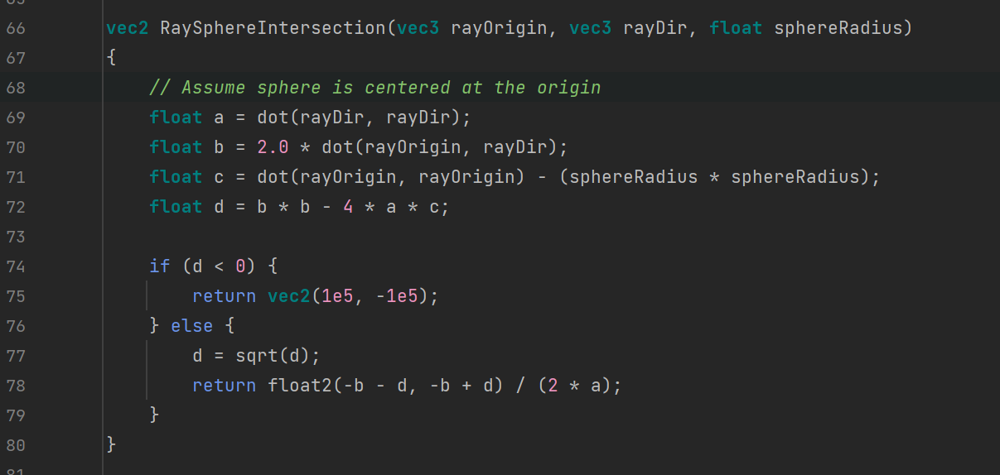 66 vec2 RaySphereIntersection(vec3 rayOrigin, vec3 rayDir, float sphereRadius)
67 {
68     // Assume sphere is centered at the origin
69     float a = dot(rayDir, rayDir);
70     float b = 2.0 * dot(rayOrigin, rayDir);
71     float c = dot(rayOrigin, rayOrigin) - (sphereRadius * sphereRadius);
72     float d = b * b - 4 * a * c;
73
74     if (d < 0) {
75         return vec2(1e5, -1e5);
76     } else {
77         d = sqrt(d);
78         return float2(-b - d, -b + d) / (2 * a);
79     }
80 }